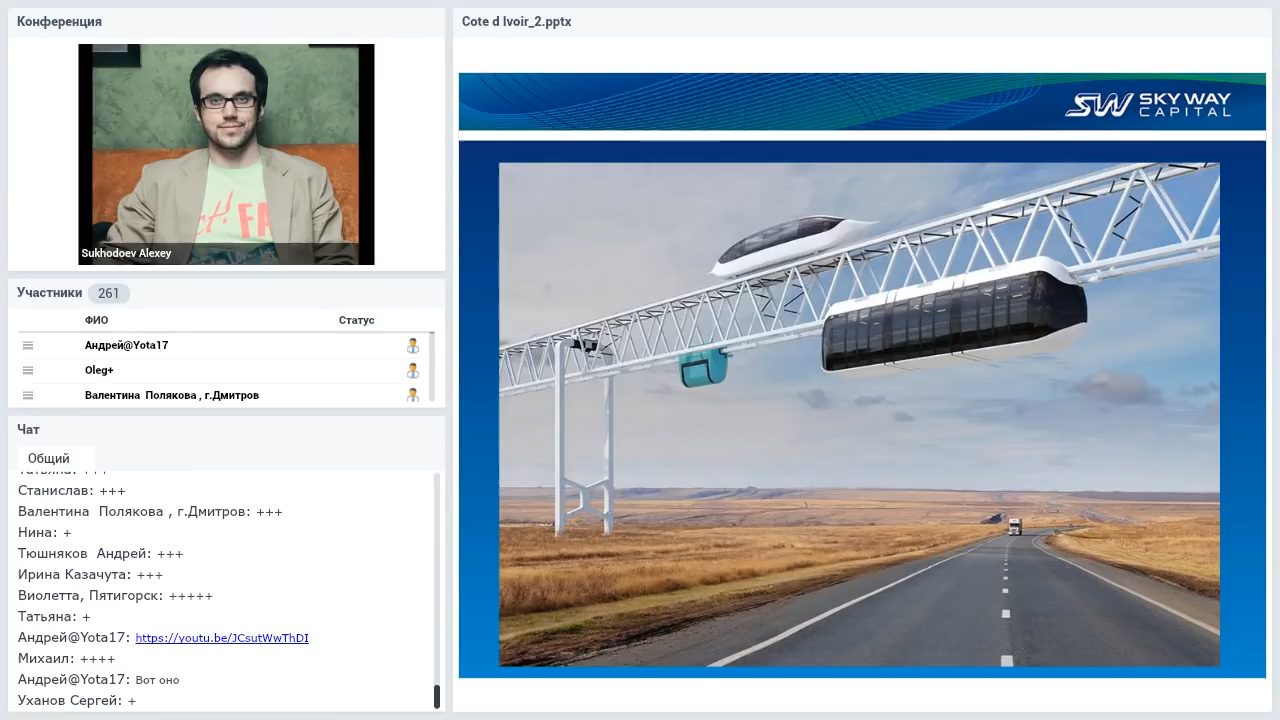 Конференция
Sukhodoev Alexey
Участники 261
ФИО Статус
Андрей@Yota17
Oleg+
Валентина Полякова , г.Дмитров
Чат
Общий
Татьяна: +++
Станислав: +++
Валентина Полякова , г.Дмитров: +++
Нина: +
Тюшняков Андрей: +++
Ирина Казачута: +++
Виолетта, Пятигорск: +++++
Татьяна: +
Андрей@Yota17: https://youtu.be/JCsutWwThDI
Михаил: ++++
Андрей@Yota17: Вот оно
Уханов Сергей: +
Cote d Ivoir_2.pptx
SW SKY WAY
CAPITAL